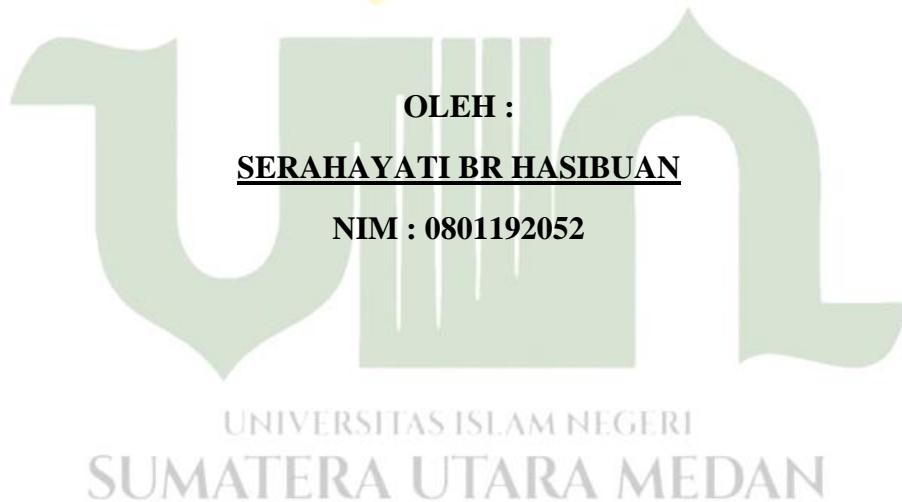 OLEH :
SERAHAYATI BR HASIBUAN
NIM : 0801192052
UNIVERSITAS ISLAM NEGERI
SUMATERA UTARA MEDAN